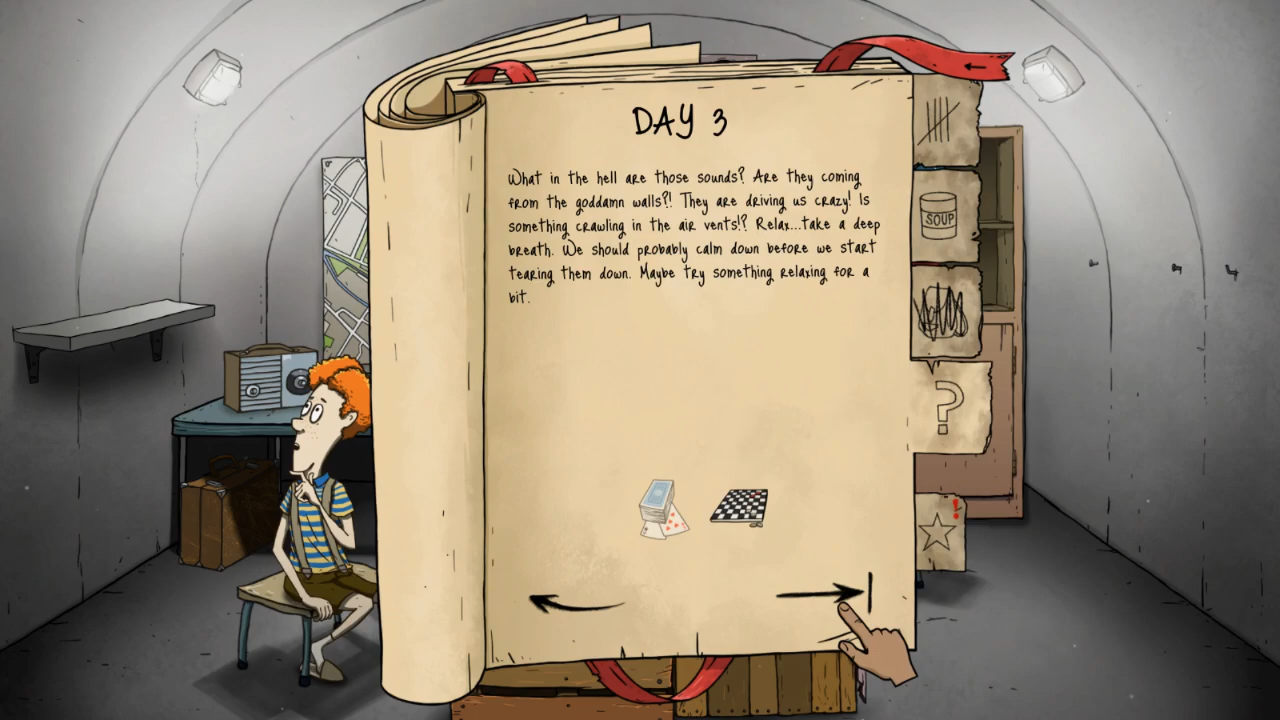 DAY 3
What in the hell are those sounds? Are they coming
from the goddamn walls?! They are driving us crazy! Is
something crawling in the air vents!? Relax...take a deep
breath. We should probably calm down before we start
tearing them down. Maybe try something relaxing for a
bit.
SOUP
?
!